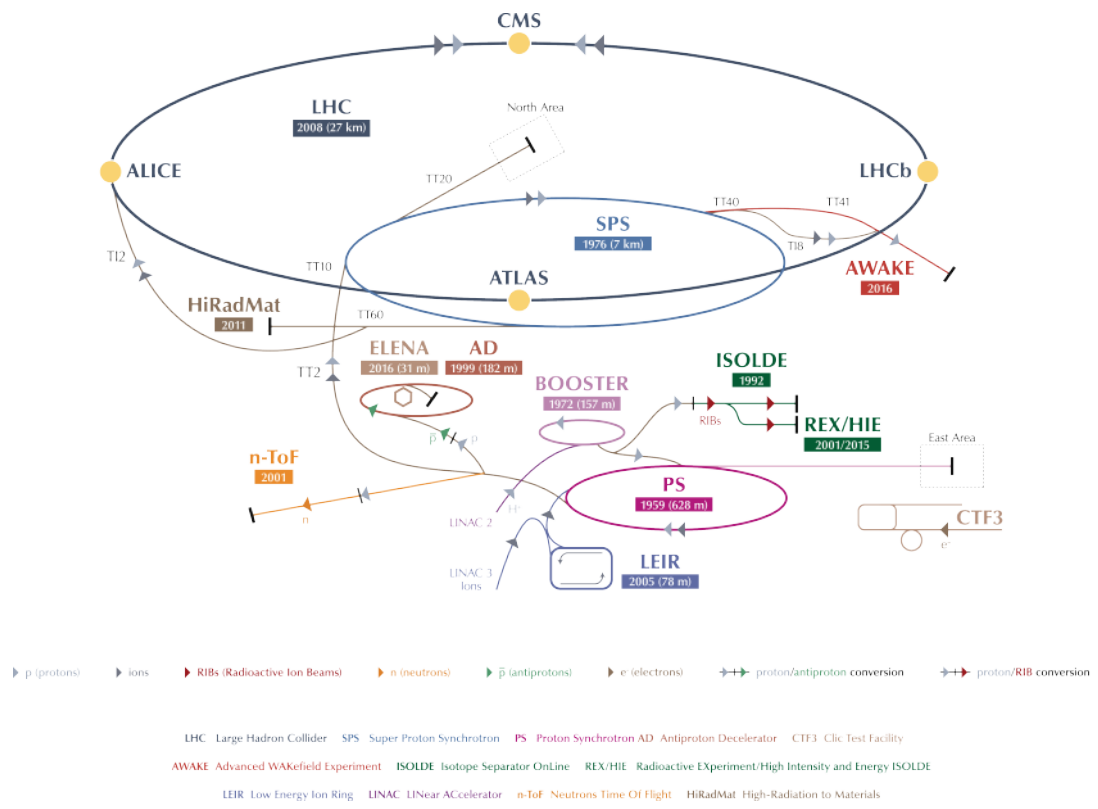 CMS
LHC
2008 (27 km)
North Area
ALICE
LHCb
TT20
TT40
TT41
SPS
1976 (7 km)
TI8
TI2
TT10
ATLAS
AWAKE
2016
HiRadMat
2011
TT60
ELENA
2016 (31 m)
AD
1999 (182 m)
TT2
ISOLDE
1992
BOOSTER
1972 (157 m)
RIBs
REX/HIE
2001/2015
p̄
p
East Area
n-ToF
2001
PS
1959 (628 m)
n
LINAC 2
H⁺
CTF3
e⁻
LINAC 3
Ions
LEIR
2005 (78 m)
p (protons) ions RIBs (Radioactive Ion Beams) n (neutrons) p̄ (antiprotons) e⁻ (electrons) proton/antiproton conversion proton/RIB conversion
LHC Large Hadron Collider SPS Super Proton Synchrotron PS Proton Synchrotron AD Antiproton Decelerator CTF3 Clic Test Facility
AWAKE Advanced WAKefield Experiment ISOLDE Isotope Separator OnLine REX/HIE Radioactive EXperiment/High Intensity and Energy ISOLDE
LEIR Low Energy Ion Ring LINAC LINear ACcelerator n-ToF Neutrons Time Of Flight HiRadMat High-Radiation to Materials